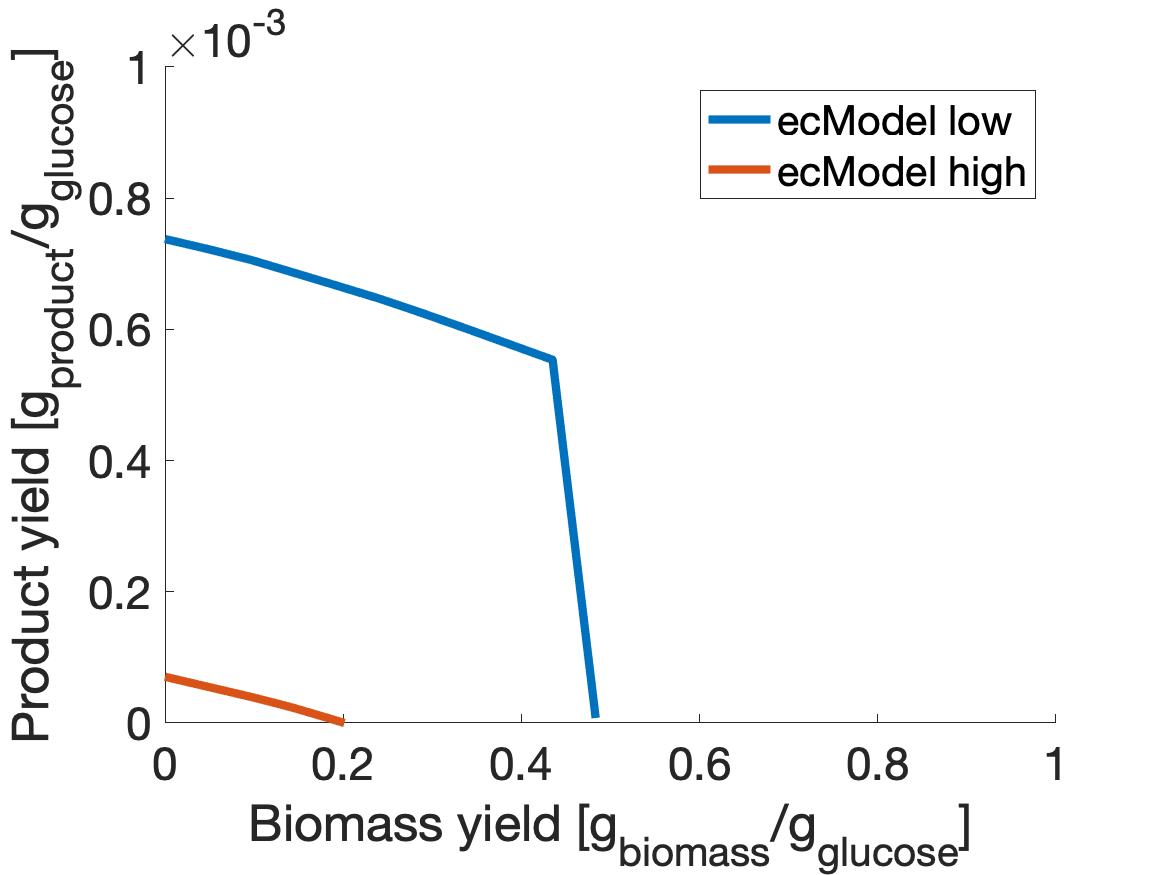 ×10⁻³
1
0.8
0.6
0.4
0.2
0
Product yield [g_product/g_glucose]
ecModel low
ecModel high
0 0.2 0.4 0.6 0.8 1
Biomass yield [g_biomass/g_glucose]